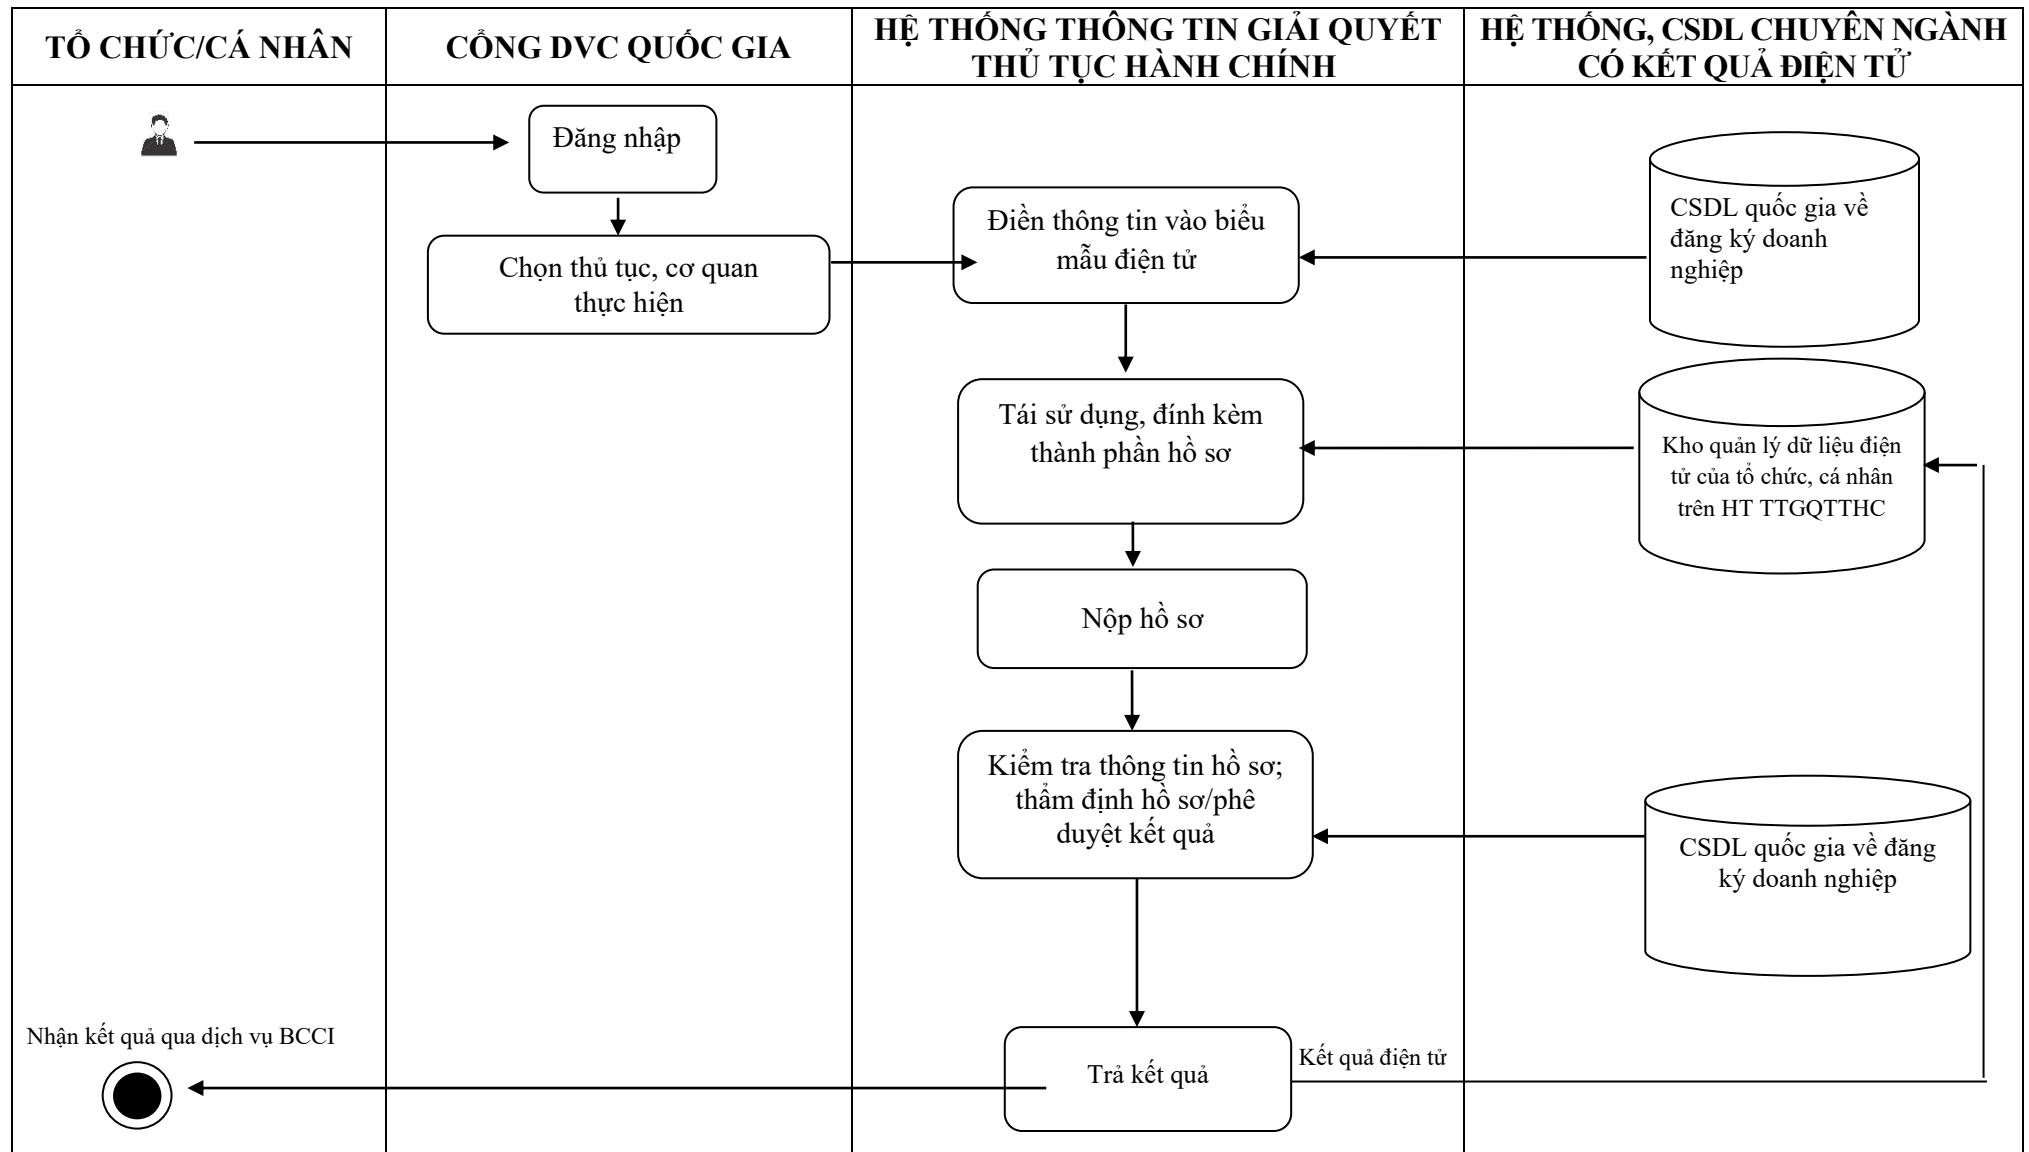 TỔ CHỨC/CÁ NHÂN
CỔNG DVC QUỐC GIA
HỆ THỐNG THÔNG TIN GIẢI QUYẾT
THỦ TỤC HÀNH CHÍNH
HỆ THỐNG, CSDL CHUYÊN NGÀNH
CÓ KẾT QUẢ ĐIỆN TỬ
Đăng nhập
Chọn thủ tục, cơ quan
thực hiện
Điền thông tin vào biểu
mẫu điện tử
CSDL quốc gia về
đăng ký doanh
nghiệp
Tái sử dụng, đính kèm
thành phần hồ sơ
Kho quản lý dữ liệu điện
tử của tổ chức, cá nhân
trên HT TTGQTTHC
Nộp hồ sơ
Kiểm tra thông tin hồ sơ;
thẩm định hồ sơ/phê
duyệt kết quả
CSDL quốc gia về đăng
ký doanh nghiệp
Nhận kết quả qua dịch vụ BCCI
Trả kết quả
Kết quả điện tử